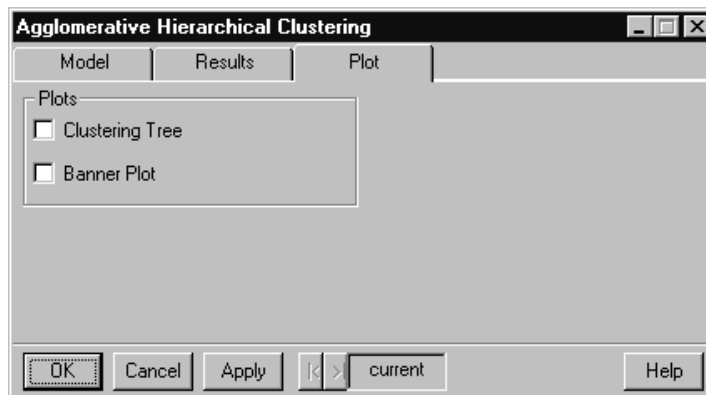 Agglomerative Hierarchical Clustering
Model Results Plot
Plots
Clustering Tree
Banner Plot
OK Cancel Apply current Help